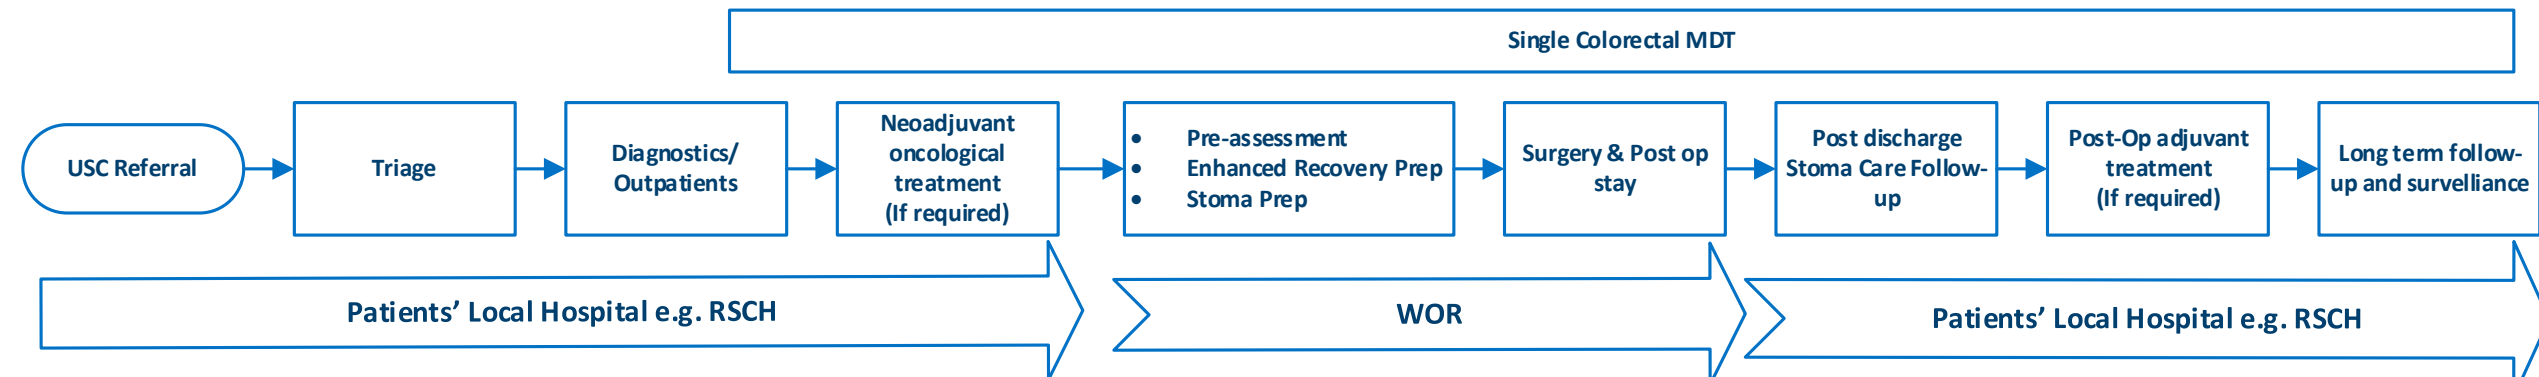 Single Colorectal MDT
USC Referral
Triage
Diagnostics/
Outpatients
Neoadjuvant
oncological
treatment
(If required)
• Pre-assessment
• Enhanced Recovery Prep
• Stoma Prep
Surgery & Post op
stay
Post discharge
Stoma Care Follow-
up
Post-Op adjuvant
treatment
(If required)
Long term follow-
up and survelliance
Patients’ Local Hospital e.g. RSCH
WOR
Patients’ Local Hospital e.g. RSCH